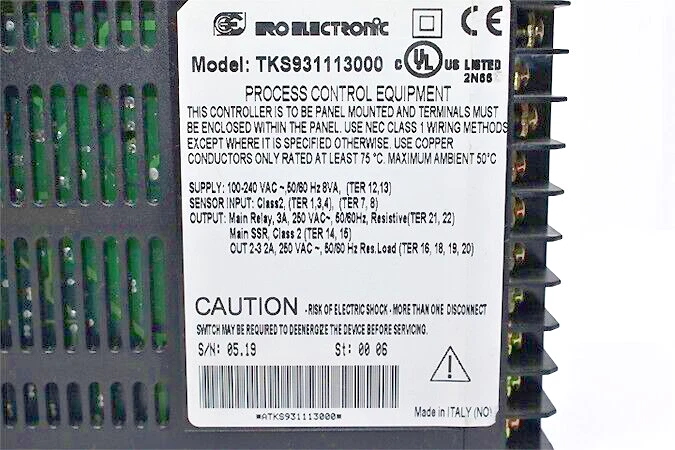 ERO ELECTRONIC
Model: TKS931113000 C UL US LISTED
2N66
PROCESS CONTROL EQUIPMENT
THIS CONTROLLER IS TO BE PANEL MOUNTED AND TERMINALS MUST
BE ENCLOSED WITHIN THE PANEL. USE NEC CLASS 1 WIRING METHODS
EXCEPT WHERE IT IS SPECIFIED OTHERWISE. USE COPPER
CONDUCTORS ONLY RATED AT LEAST 75 °C. MAXIMUM AMBIENT 50°C
SUPPLY: 100-240 VAC ~, 50/60 Hz 8VA, (TER 12,13)
SENSOR INPUT: Class2, (TER 1,3,4), (TER 7, 8)
OUTPUT: Main Relay, 3A, 250 VAC~, 50/60Hz, Resistive(TER 21, 22)
Main SSR, Class 2 (TER 14, 15)
OUT 2-3 2A, 250 VAC ~, 50/60 Hz Res.Load (TER 16, 18, 19, 20)
CAUTION - RISK OF ELECTRIC SHOCK - MORE THAN ONE DISCONNECT
SWITCH MAY BE REQUIRED TO DEENERGIZE THE DEVICE BEFORE SERVICING.
S/N: 05.19 St: 00 06
*ATKS931113000*
Made in ITALY (NO)